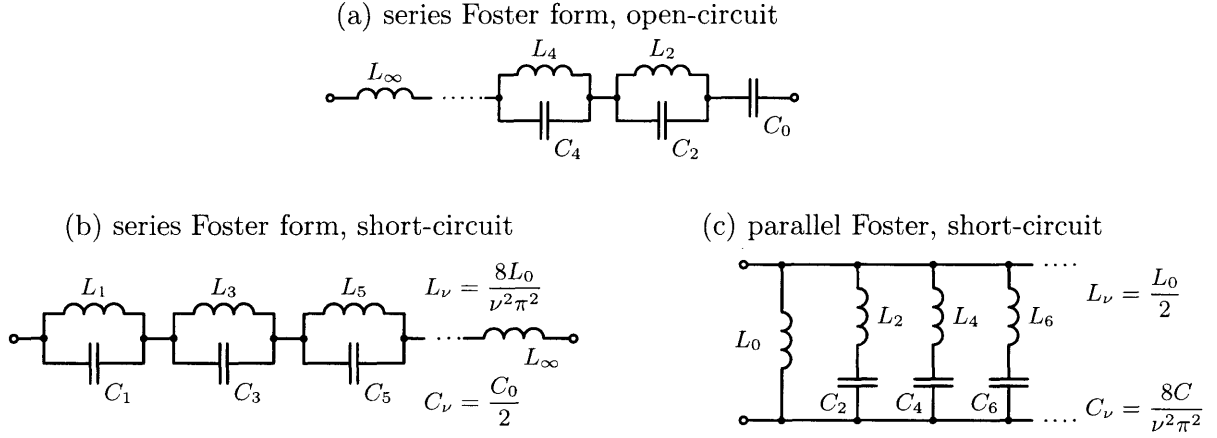 (a) series Foster form, open-circuit
L∞
L4
C4
L2
C2
C0
(b) series Foster form, short-circuit
L1
C1
L3
C3
L5
C5
L∞
Lν = 8L0/ν²π²
Cν = C0/2
(c) parallel Foster, short-circuit
L0
L2
L4
L6
C2
C4
C6
Lν = L0/2
Cν = 8C/ν²π²